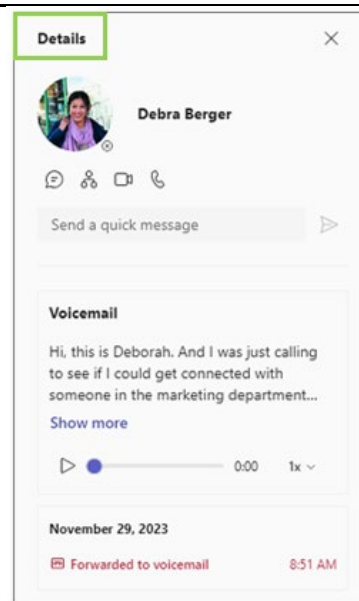 Details
Debra Berger
Send a quick message
Voicemail
Hi, this is Deborah. And I was just calling
to see if I could get connected with
someone in the marketing department...
Show more
0:00 1x
November 29, 2023
Forwarded to voicemail 8:51 AM